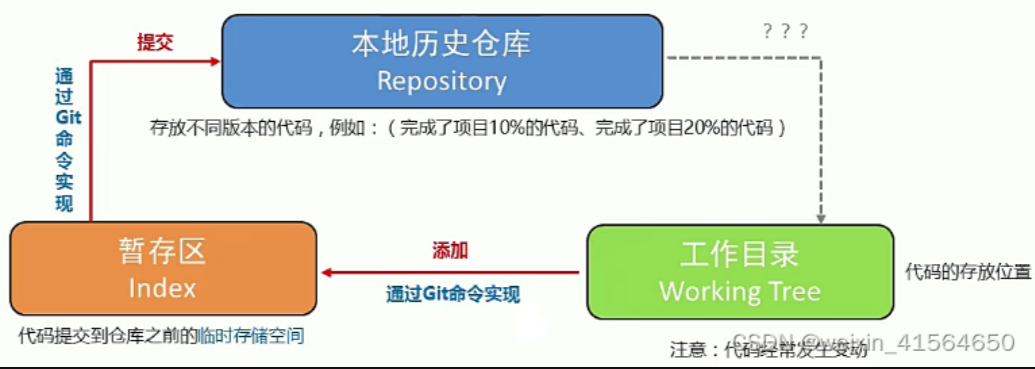 提交
本地历史仓库
Repository
? ? ?
通过Git命令实现
存放不同版本的代码，例如：（完成了项目10%的代码、完成了项目20%的代码）
暂存区
Index
添加
通过Git命令实现
工作目录
Working Tree
代码的存放位置
代码提交到仓库之前的临时存储空间
注意：代码经常发生变动
CSDN @weixin_41564650